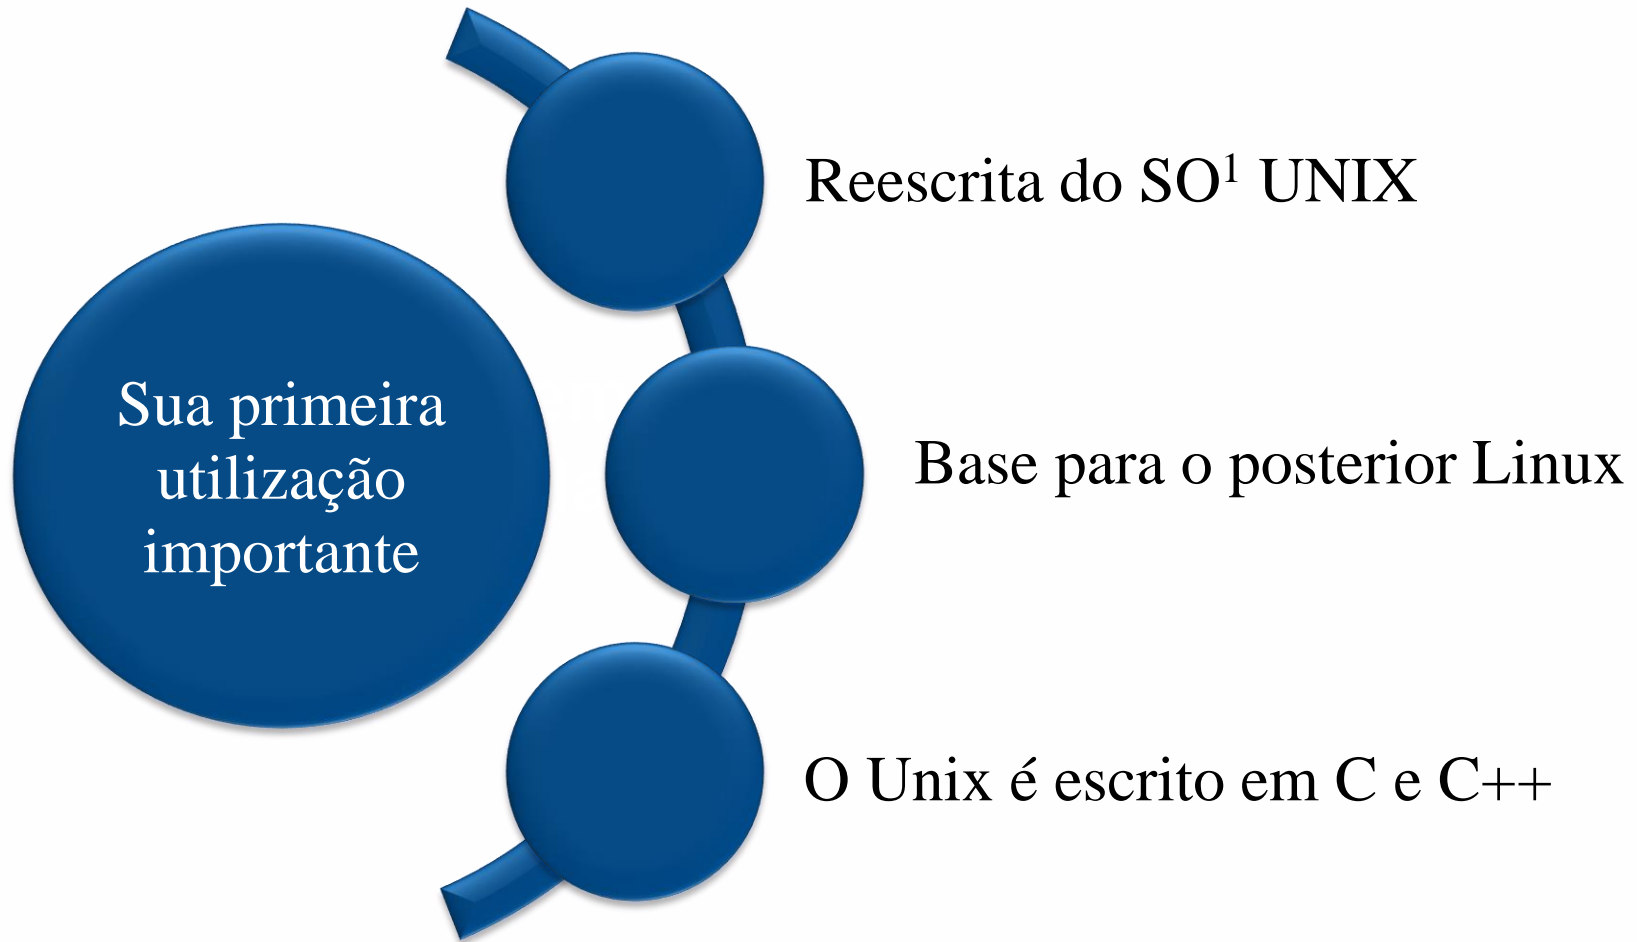 Reescrita do SO¹ UNIX
Sua primeira
utilização
importante
Base para o posterior Linux
O Unix é escrito em C e C++